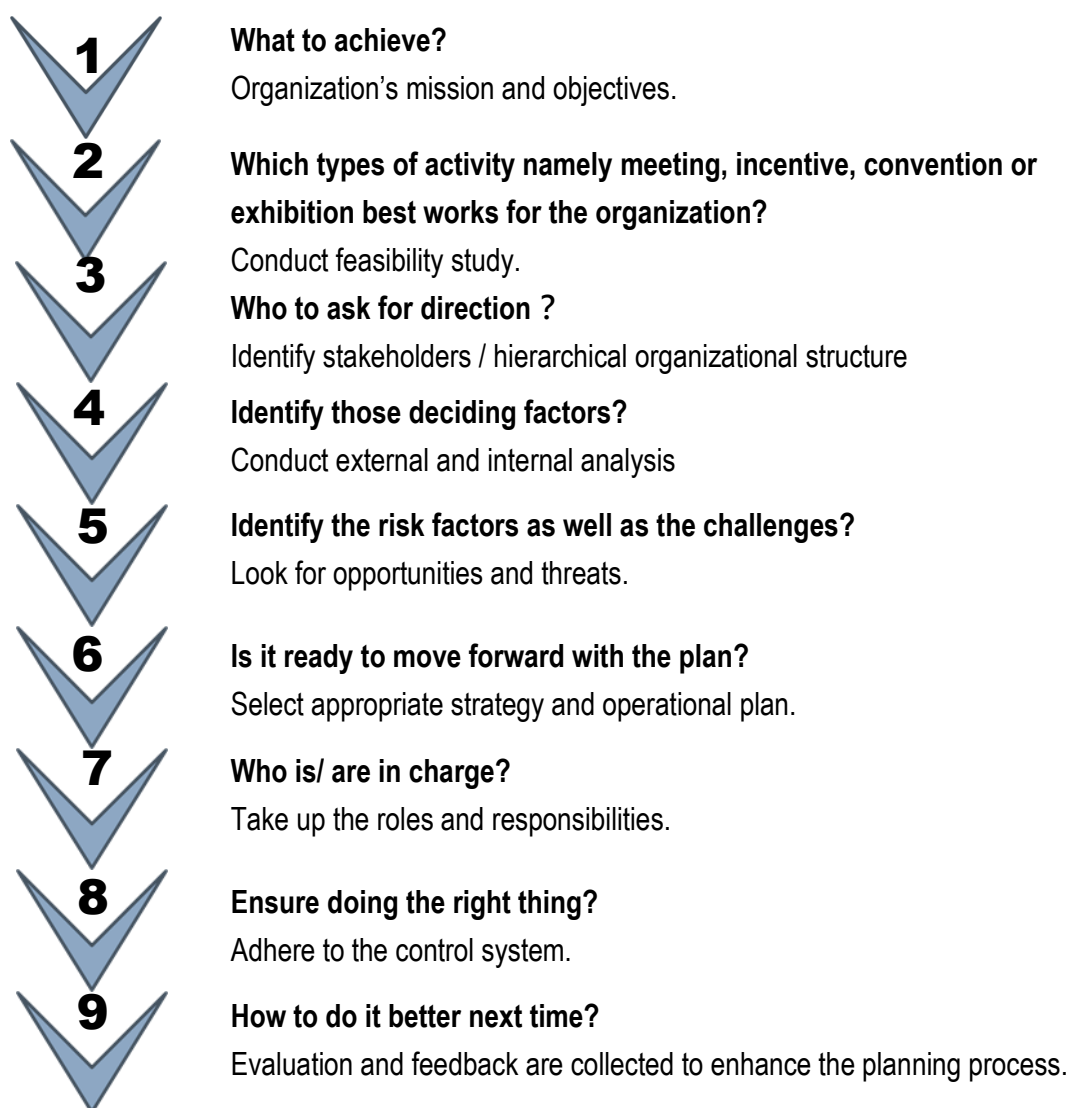 1
What to achieve?
Organization’s mission and objectives.
2
Which types of activity namely meeting, incentive, convention or
exhibition best works for the organization?
Conduct feasibility study.
3
Who to ask for direction ？
Identify stakeholders / hierarchical organizational structure
4
Identify those deciding factors?
Conduct external and internal analysis
5
Identify the risk factors as well as the challenges?
Look for opportunities and threats.
6
Is it ready to move forward with the plan?
Select appropriate strategy and operational plan.
7
Who is/ are in charge?
Take up the roles and responsibilities.
8
Ensure doing the right thing?
Adhere to the control system.
9
How to do it better next time?
Evaluation and feedback are collected to enhance the planning process.